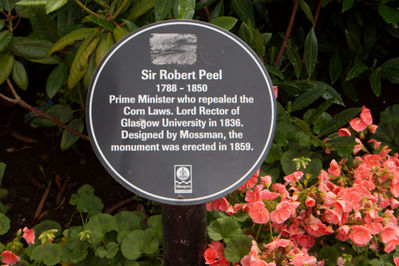 Sir Robert Peel
1788 - 1850
Prime Minister who repealed the
Corn Laws. Lord Rector of
Glasgow University in 1836.
Designed by Mossman, the
monument was erected in 1859.